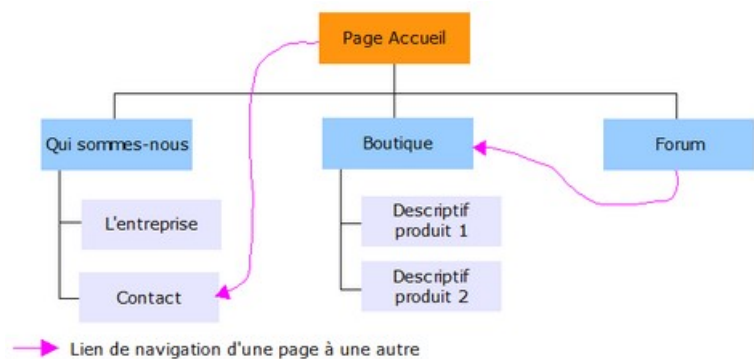 Page Accueil
Qui sommes-nous
Boutique
Forum
L'entreprise
Contact
Descriptif
produit 1
Descriptif
produit 2
Lien de navigation d'une page à une autre